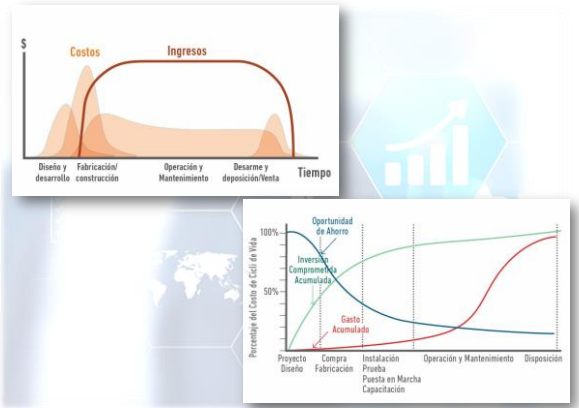 $
Costos
Ingresos
Diseño y
desarrollo
Fabricación/
construcción
Operación y
Mantenimiento
Desarme y
deposición/Venta
Tiempo
Porcentaje del Costo de Cicli de Vida
100%
50%
Oportunidad
de Ahorro
Inversión
Comprometida
Acumulada
Gasto
Acumulado
Proyecto
Diseño
Compra
Fabricación
Instalación
Prueba
Puesta en Marcha
Capacitación
Operación y Mantenimiento
Disposición